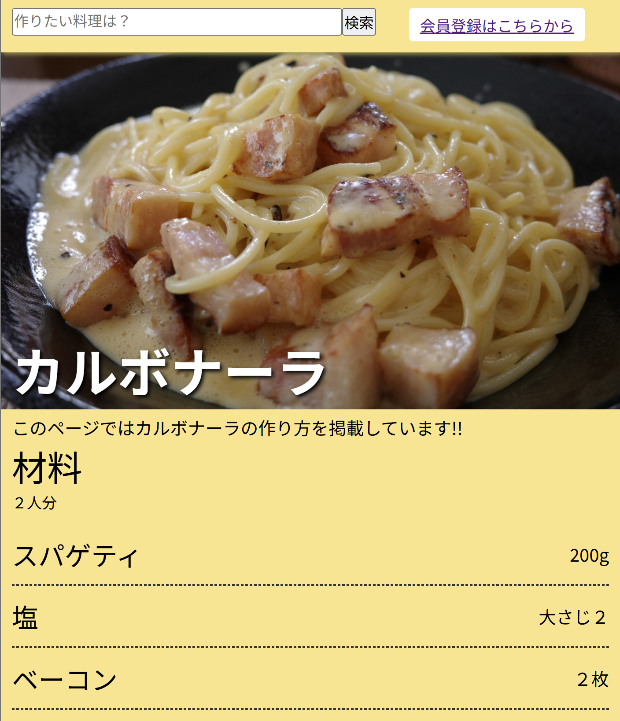 作りたい料理は？ 検索 会員登録はこちらから
カルボナーラ
このページではカルボナーラの作り方を掲載しています!!
材料
２人分
スパゲティ 200g
塩 大さじ２
ベーコン ２枚